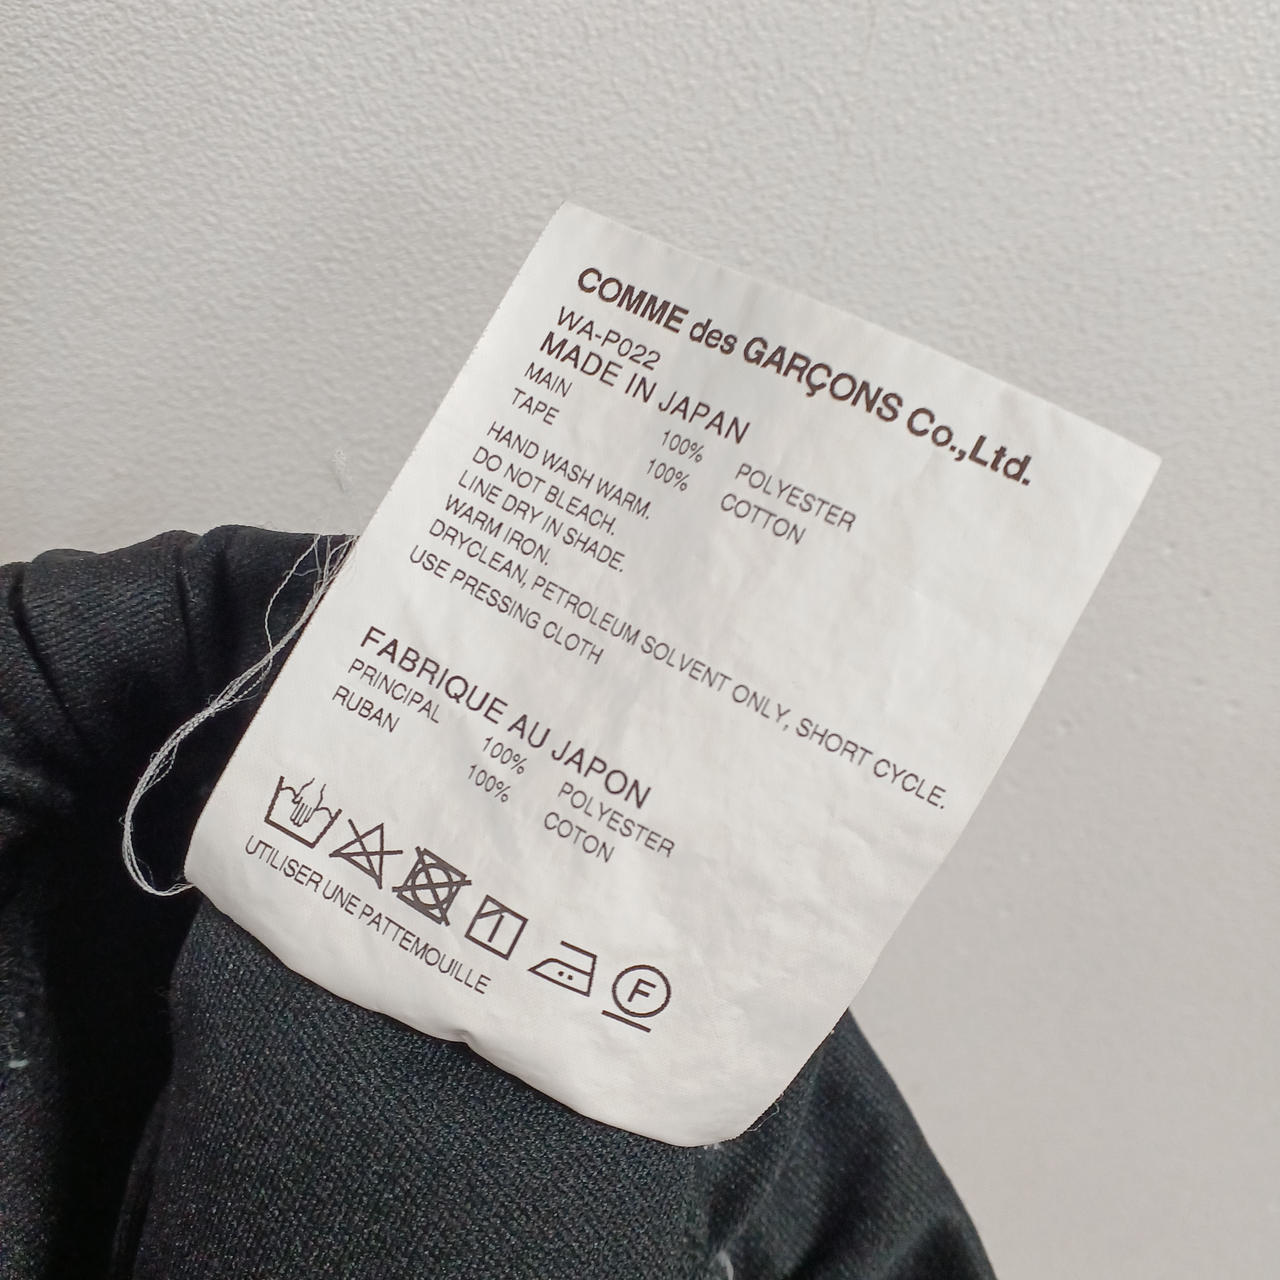 COMME des GARÇONS Co.,Ltd.
WA-P022
MADE IN JAPAN
MAIN 100% POLYESTER
TAPE 100% COTTON
HAND WASH WARM.
DO NOT BLEACH.
LINE DRY IN SHADE.
WARM IRON.
DRYCLEAN, PETROLEUM SOLVENT ONLY, SHORT CYCLE.
USE PRESSING CLOTH
FABRIQUE AU JAPON
PRINCIPAL 100% POLYESTER
RUBAN 100% COTON
F
UTILISER UNE PATTEMOUILLE